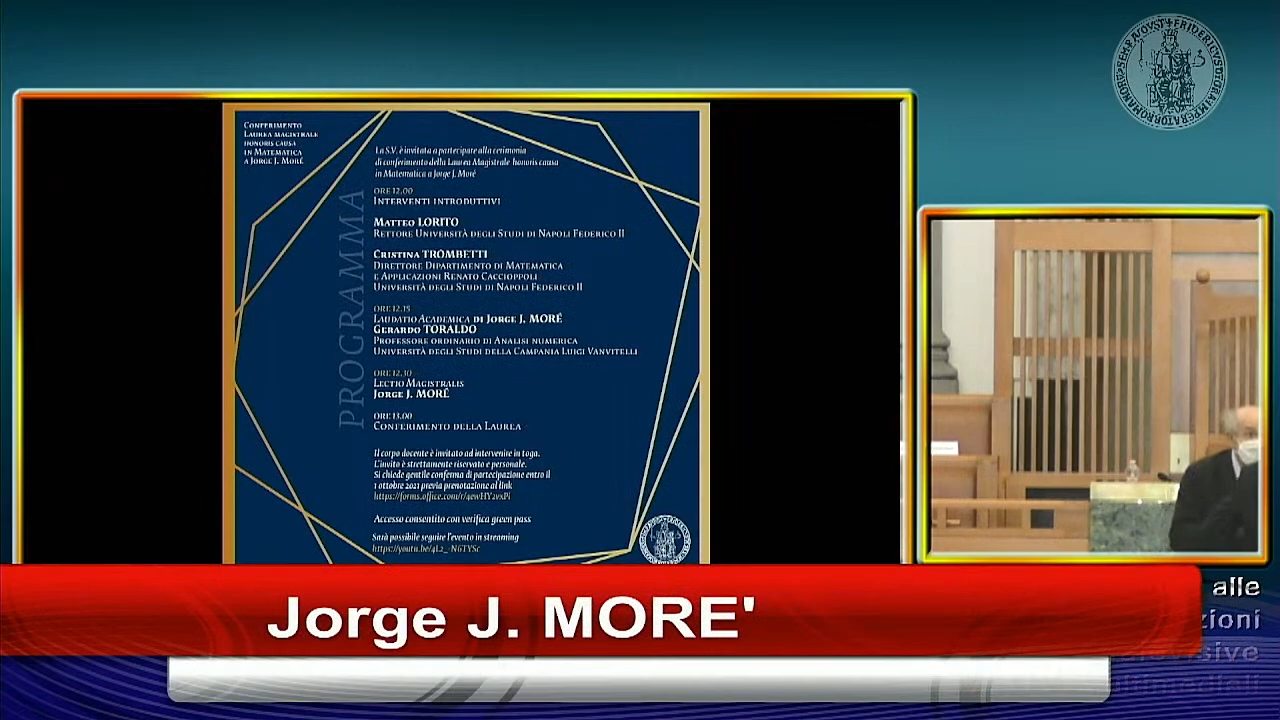 Conferimento
Laurea magistrale
honoris causa
in Matematica
a Jorge J. Moré
La S.V. è invitata a partecipare alla cerimonia
di conferimento della Laurea Magistrale honoris causa
in Matematica a Jorge J. Moré
PROGRAMMA
ORE 12.00
Interventi introduttivi
Matteo LORITO
Rettore Università degli Studi di Napoli Federico II
Cristina TROMBETTI
Direttore Dipartimento di Matematica
e Applicazioni Renato Caccioppoli
Università degli Studi di Napoli Federico II
ORE 12.15
Laudatio Academica di Jorge J. MORÉ
Gerardo TORALDO
Professore ordinario di Analisi numerica
Università degli Studi della Campania Luigi Vanvitelli
ORE 12.30
Lectio Magistralis
Jorge J. MORÉ
ORE 13.00
Conferimento della Laurea
Il corpo docente è invitato ad intervenire in toga.
L'invito è strettamente riservato e personale.
Si chiede gentile conferma di partecipazione entro il
1 ottobre 2021 previa prenotazione al link
Accesso consentito con verifica green pass
Sarà possibile seguire l'evento in streaming
Jorge J. MORE'
alle
zioni